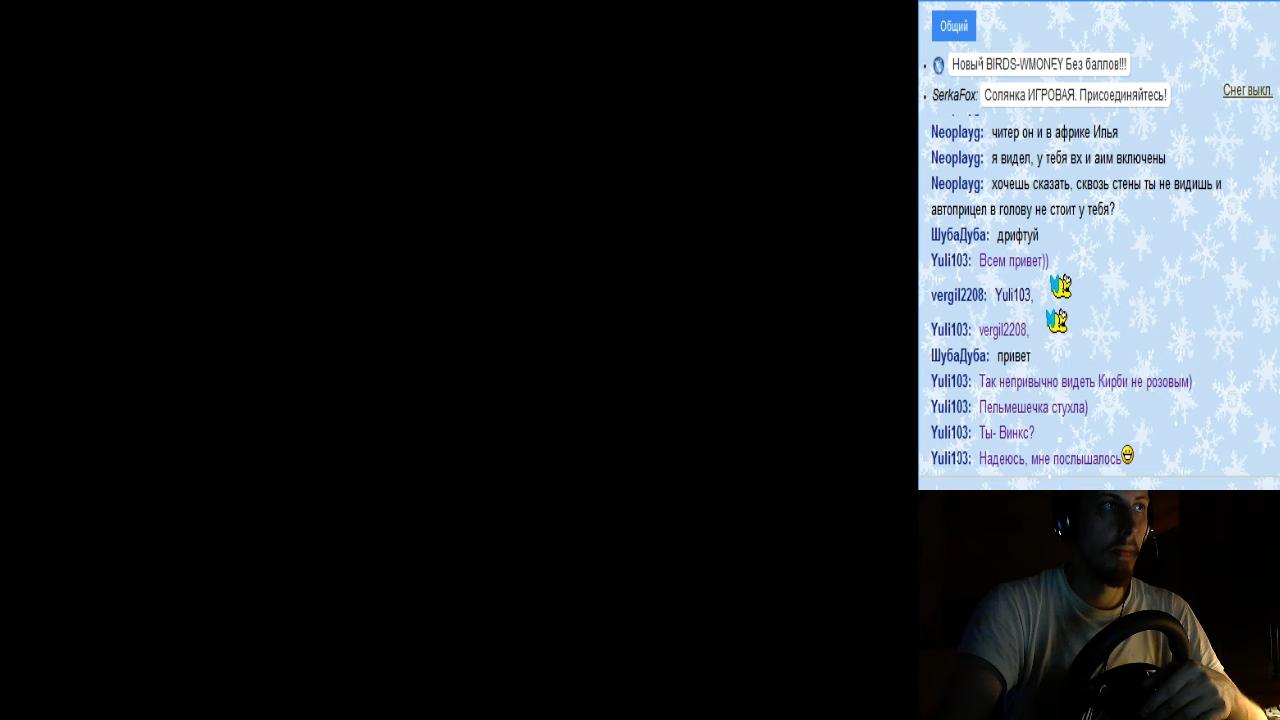 Общий
Новый BIRDS-WMONEY Без баллов!!!
SerkaFox: Солянка ИГРОВАЯ. Присоединяйтесь!
Снег выкл.
Neoplayg: читер он и в африке Илья
Neoplayg: я видел, у тебя вх и аим включены
Neoplayg: хочешь сказать, сквозь стены ты не видишь и
автоприцел в голову не стоит у тебя?
ШубаДуба: дрифтуй
Yuli103: Всем привет))
vergil2208: Yuli103,
Yuli103: vergil2208,
ШубаДуба: привет
Yuli103: Так непривычно видеть Кирби не розовым)
Yuli103: Пельмешечка стухла)
Yuli103: Ты- Винкс?
Yuli103: Надеюсь, мне послышалось